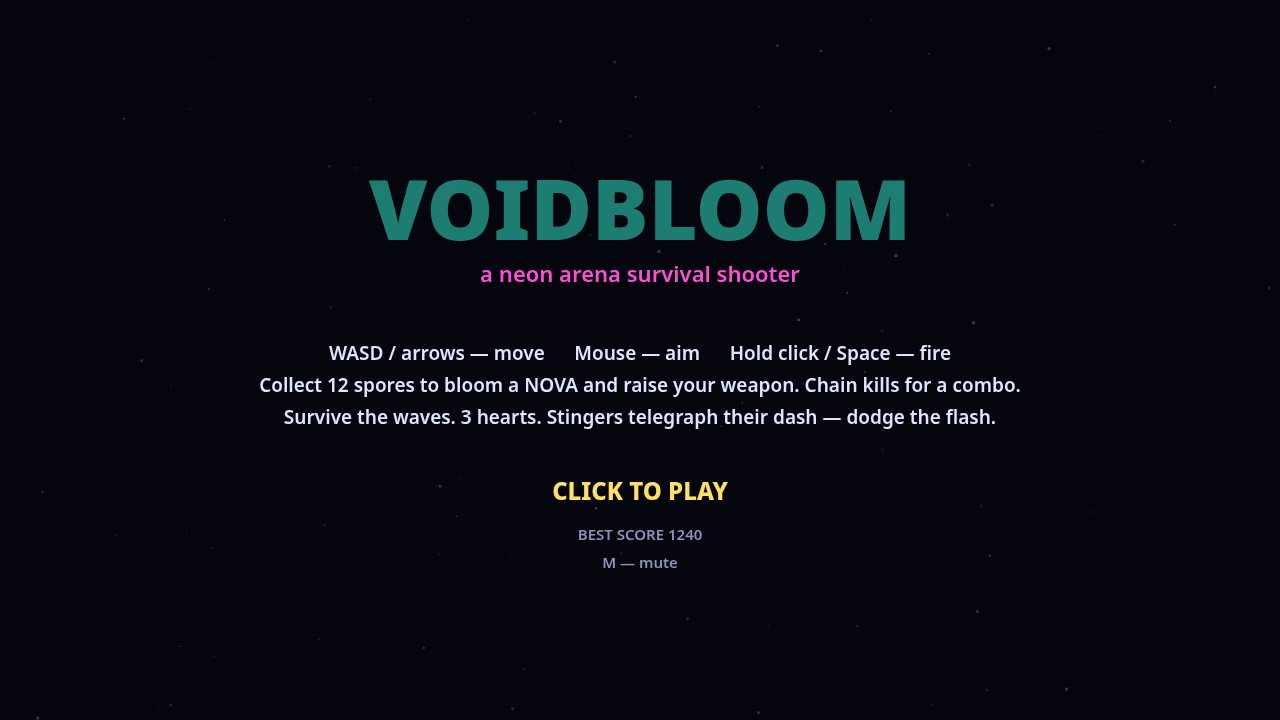 VOIDBLOOM
a neon arena survival shooter
WASD / arrows — move Mouse — aim Hold click / Space — fire
Collect 12 spores to bloom a NOVA and raise your weapon. Chain kills for a combo.
Survive the waves. 3 hearts. Stingers telegraph their dash — dodge the flash.
CLICK TO PLAY
BEST SCORE 1240
M — mute